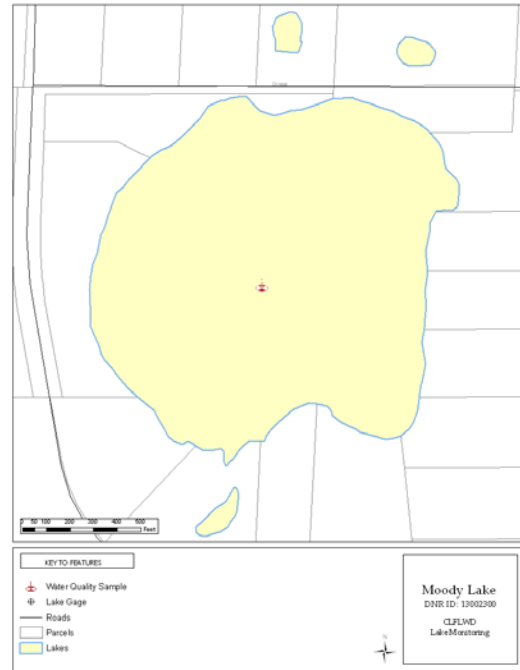 0 50 100 200 300 400 500
Feet
KEY TO FEATURES
Water Quality Sample
Lake Gage
Roads
Parcels
Lakes
Moody Lake
DNR ID: 13002300
CLFLWD
Lake Monitoring
N